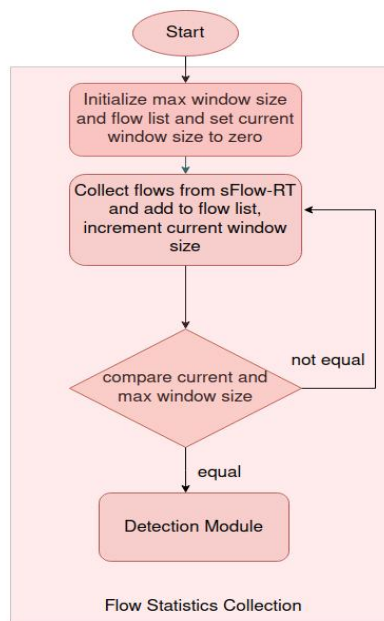 Start
Initialize max window size
and flow list and set current
window size to zero
Collect flows from sFlow-RT
and add to flow list,
increment current window
size
not equal
compare current and
max window size
equal
Detection Module
Flow Statistics Collection